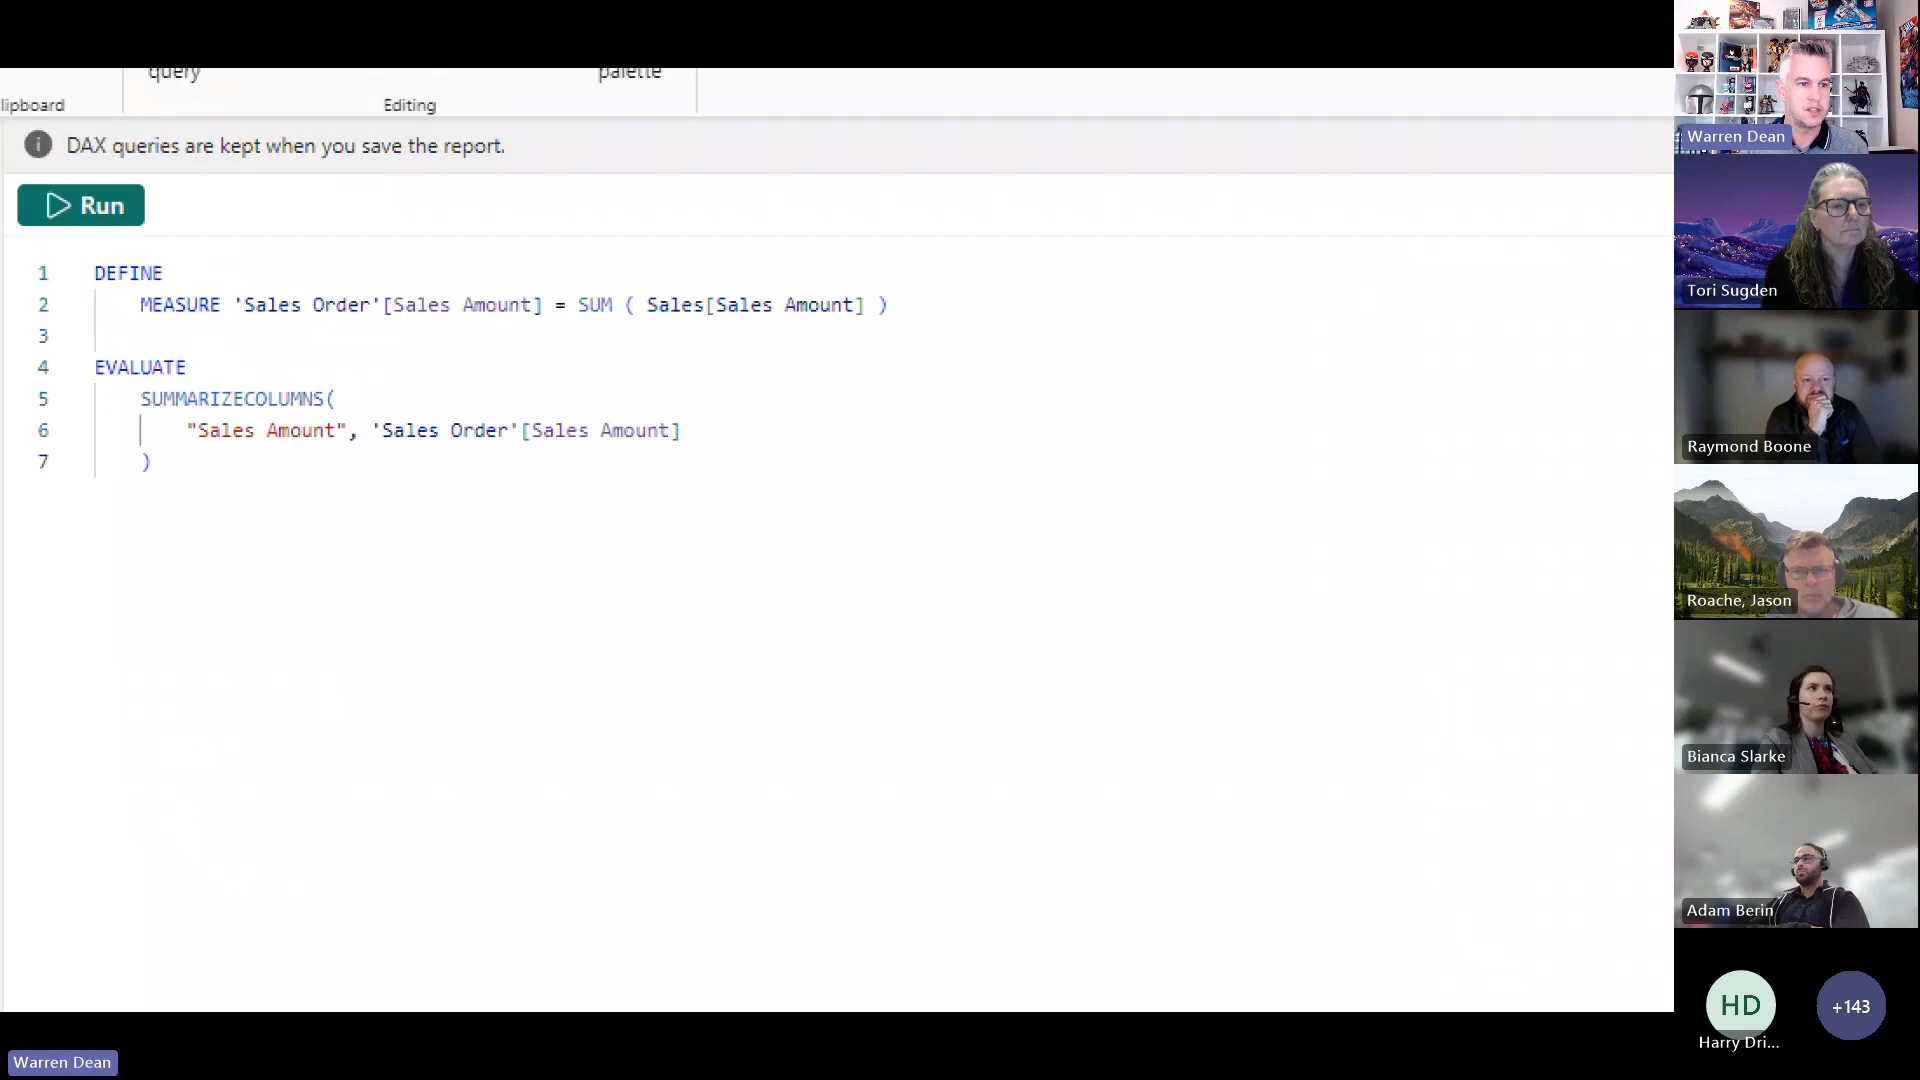 query
palette
lipboard
Editing
DAX queries are kept when you save the report.
Run
1 DEFINE
2 MEASURE 'Sales Order'[Sales Amount] = SUM ( Sales[Sales Amount] )
3
4 EVALUATE
5 SUMMARIZECOLUMNS(
6 "Sales Amount", 'Sales Order'[Sales Amount]
7 )
Warren Dean
Tori Sugden
Raymond Boone
Roache, Jason
Bianca Slarke
Adam Berin
HD
+143
Harry Dri...
Warren Dean